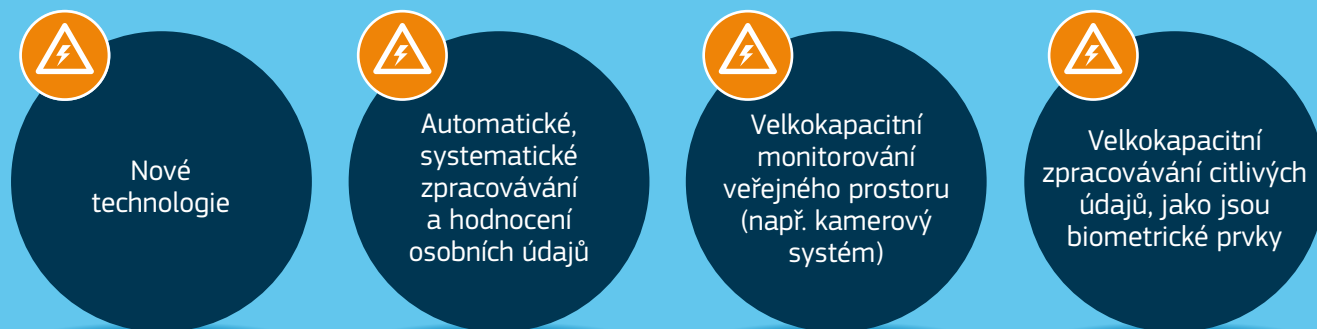 Nové
technologie
Automatické,
systematické
zpracovávání
a hodnocení
osobních údajů
Velkokapacitní
monitorování
veřejného prostoru
(např. kamerový
systém)
Velkokapacitní
zpracovávání citlivých
údajů, jako jsou
biometrické prvky